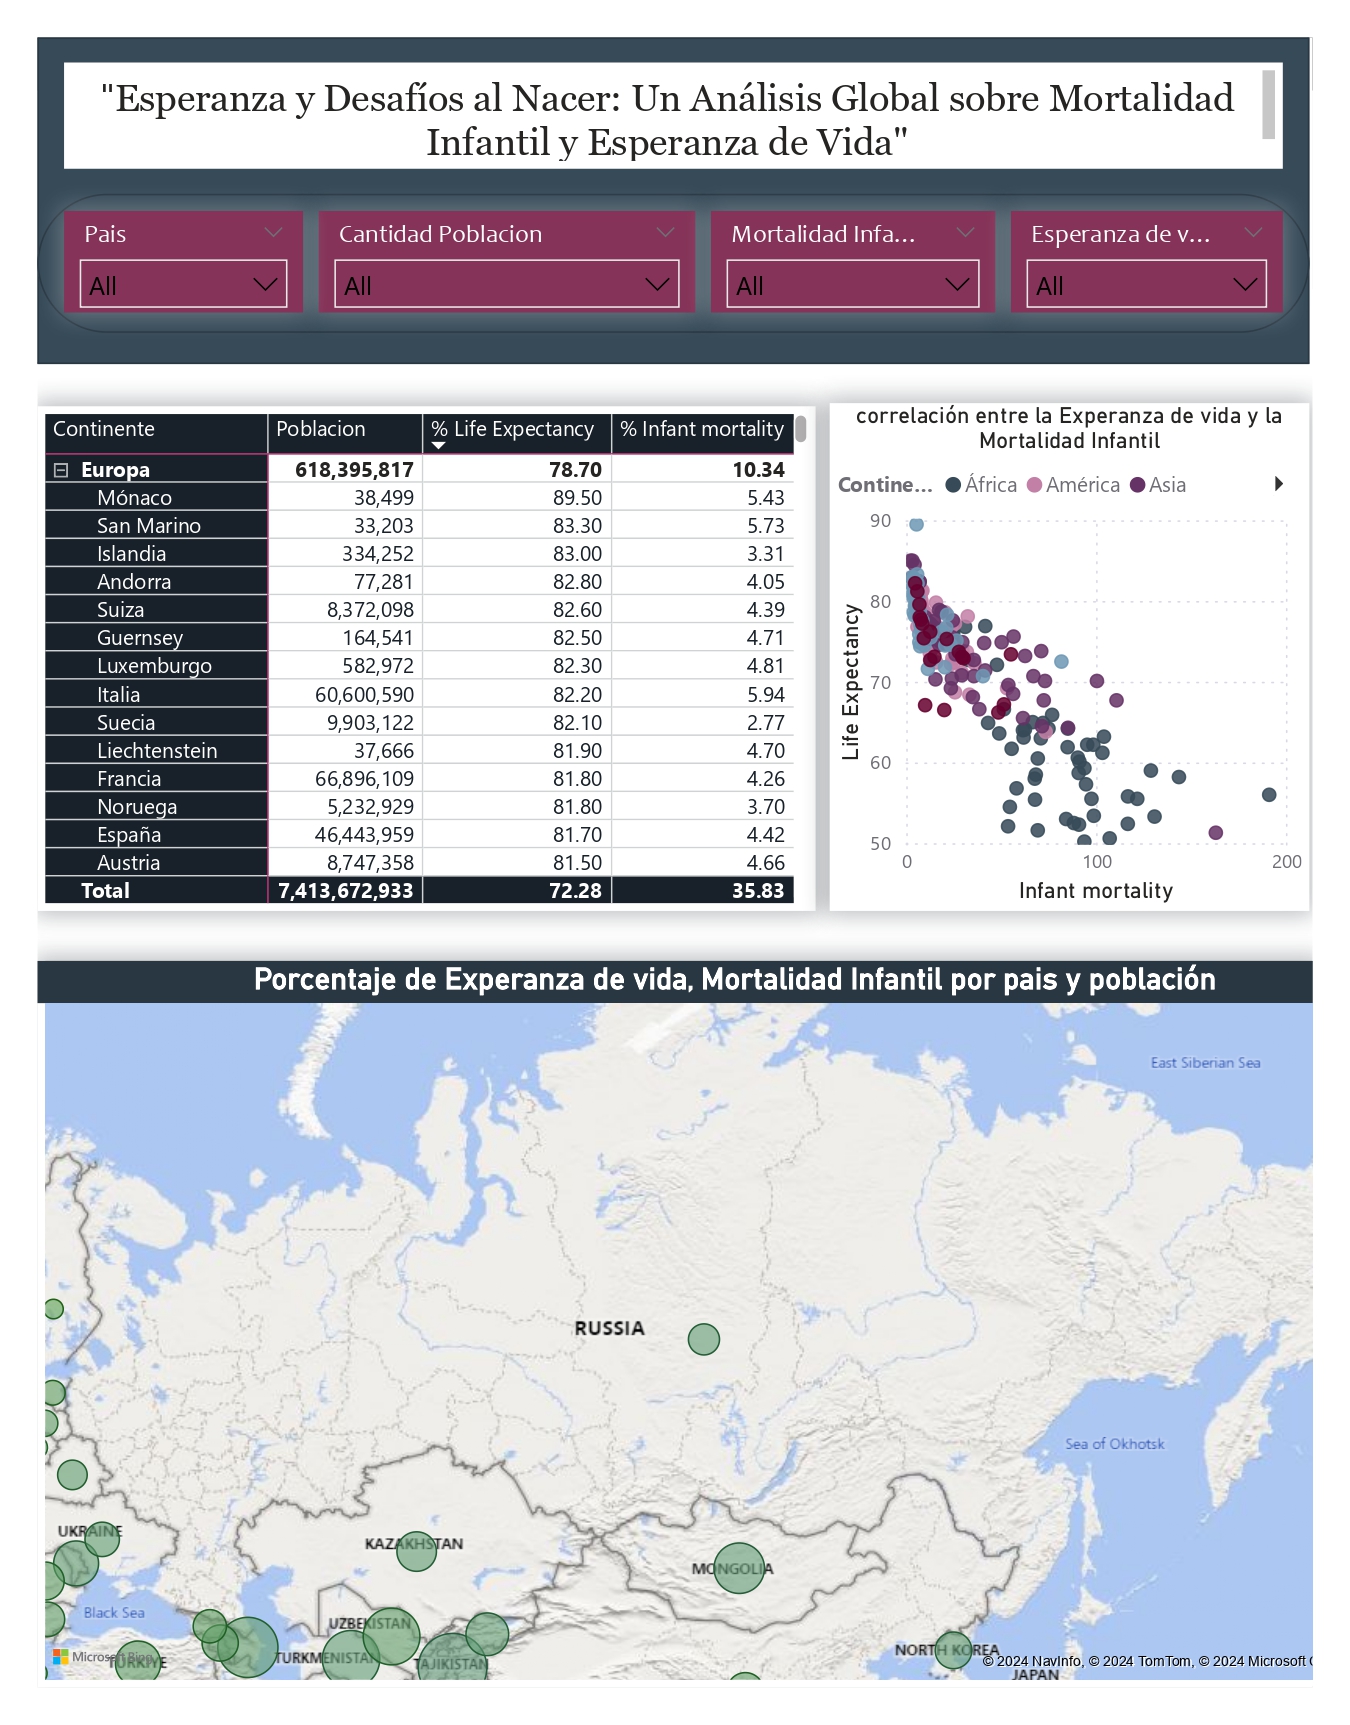 "Esperanza y Desafíos al Nacer: Un Análisis Global sobre Mortalidad
Infantil y Esperanza de Vida"
Pais
Cantidad Poblacion
Mortalidad Infa...
Esperanza de v...
All
All
All
All
Continente Poblacion % Life Expectancy % Infant mortality
Europa 618,395,817 78.70 10.34
Mónaco 38,499 89.50 5.43
San Marino 33,203 83.30 5.73
Islandia 334,252 83.00 3.31
Andorra 77,281 82.80 4.05
Suiza 8,372,098 82.60 4.39
Guernsey 164,541 82.50 4.71
Luxemburgo 582,972 82.30 4.81
Italia 60,600,590 82.20 5.94
Suecia 9,903,122 82.10 2.77
Liechtenstein 37,666 81.90 4.70
Francia 66,896,109 81.80 4.26
Noruega 5,232,929 81.80 3.70
España 46,443,959 81.70 4.42
Austria 8,747,358 81.50 4.66
Total 7,413,672,933 72.28 35.83
correlación entre la Experanza de vida y la
Mortalidad Infantil
Contine... África América Asia
90
80
70
60
50
Life Expectancy
0 100 200
Infant mortality
Porcentaje de Experanza de vida, Mortalidad Infantil por pais y población
East Siberian Sea
RUSSIA
Sea of Okhotsk
UKRAINE
KAZAKHSTAN
MONGOLIA
Black Sea
UZBEKISTAN
NORTH KOREA
Microsoft Bing
TÜRKIYE
TURKMENISTAN
TAJIKISTAN
© 2024 NavInfo, © 2024 TomTom, © 2024 Microsoft
JAPAN